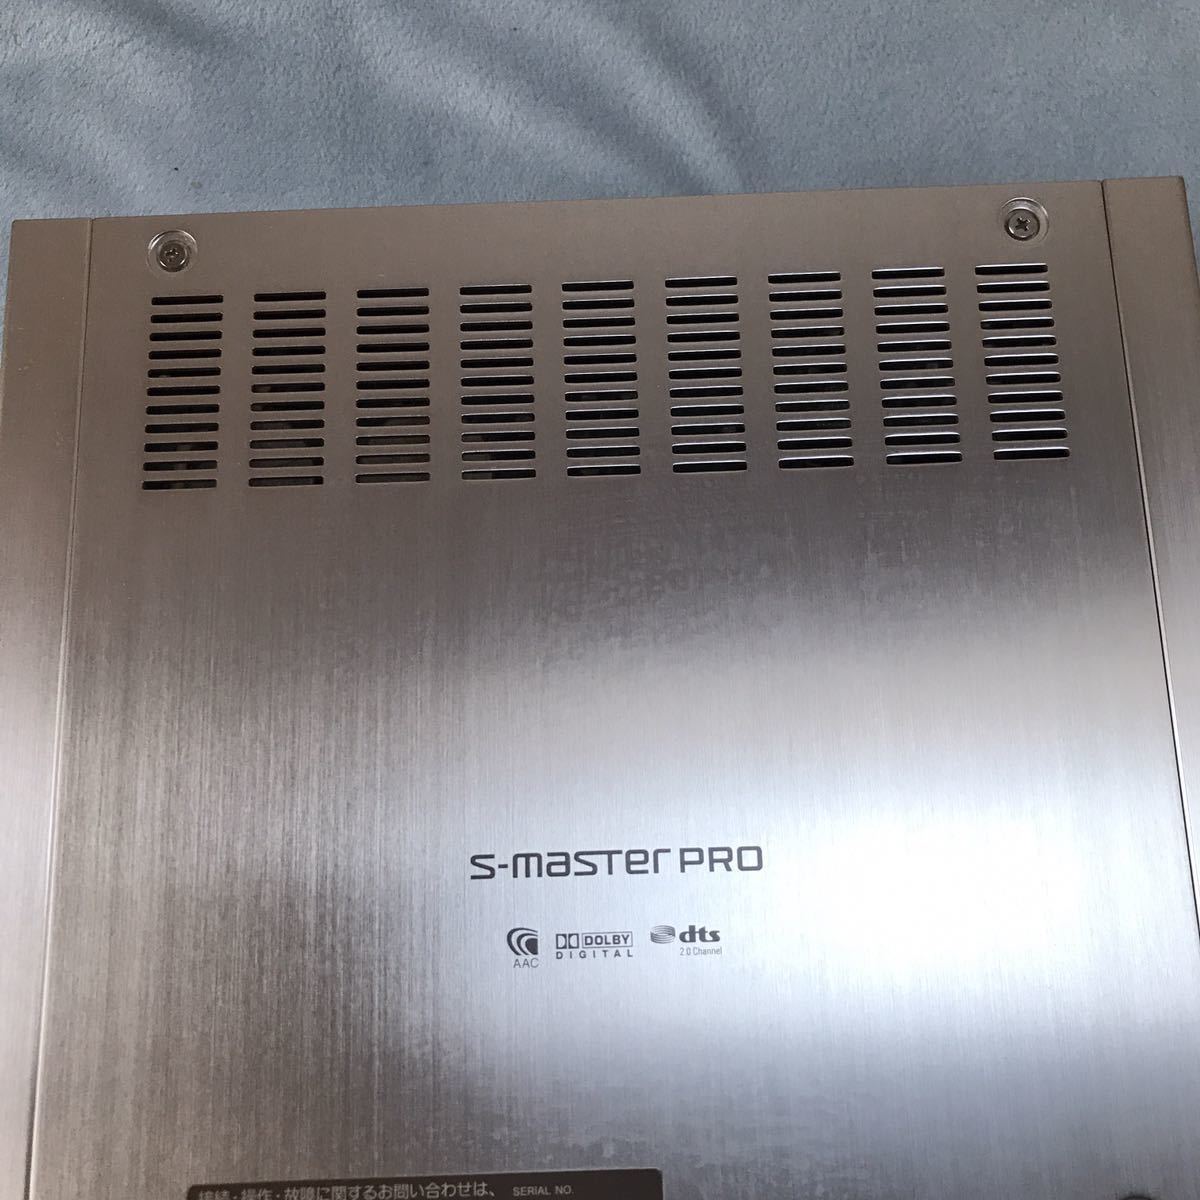 S-master PRO
AAC
DOLBY
DIGITAL
dts
2.0 Channel
接続・操作・故障に関するお問い合わせは、 SERIAL NO.